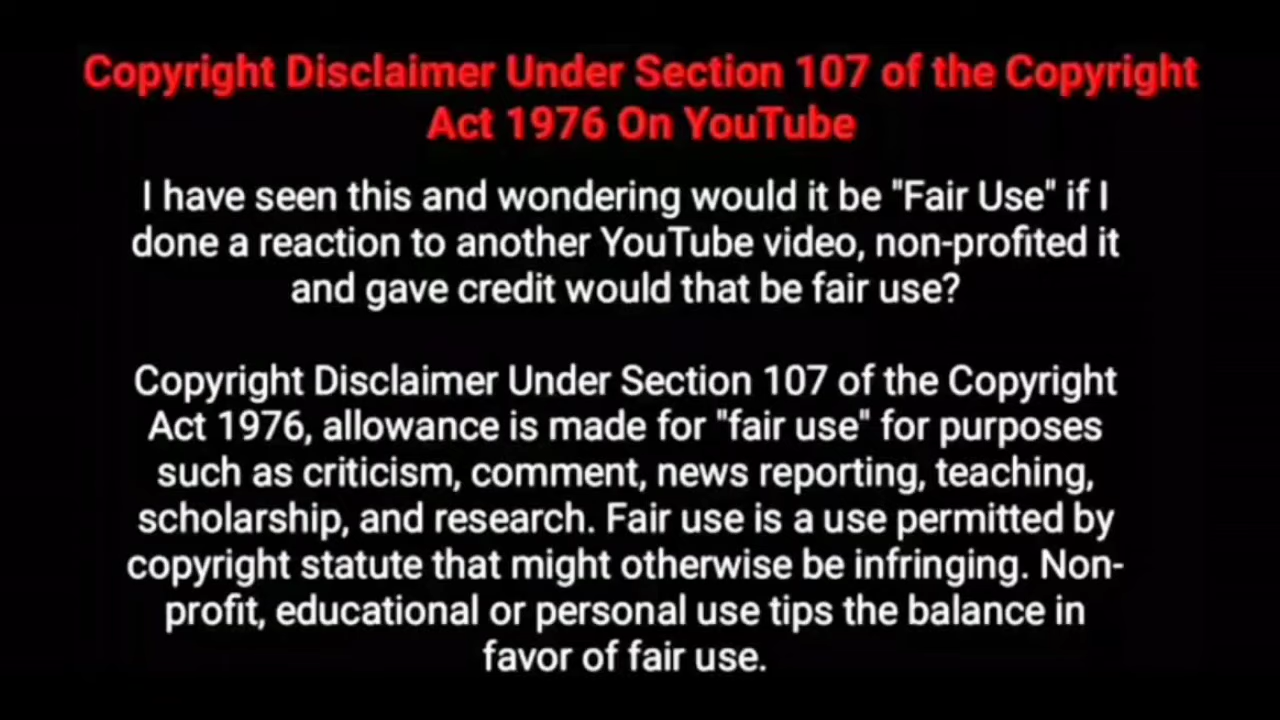 Copyright Disclaimer Under Section 107 of the Copyright
Act 1976 On YouTube
I have seen this and wondering would it be "Fair Use" if I
done a reaction to another YouTube video, non-profited it
and gave credit would that be fair use?
Copyright Disclaimer Under Section 107 of the Copyright
Act 1976, allowance is made for "fair use" for purposes
such as criticism, comment, news reporting, teaching,
scholarship, and research. Fair use is a use permitted by
copyright statute that might otherwise be infringing. Non-
profit, educational or personal use tips the balance in
favor of fair use.